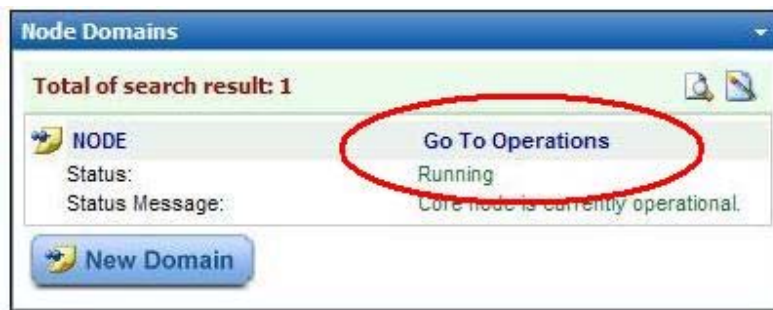 Node Domains
Total of search result: 1
NODE Go To Operations
Status: Running
Status Message: Core node is currently operational.
New Domain